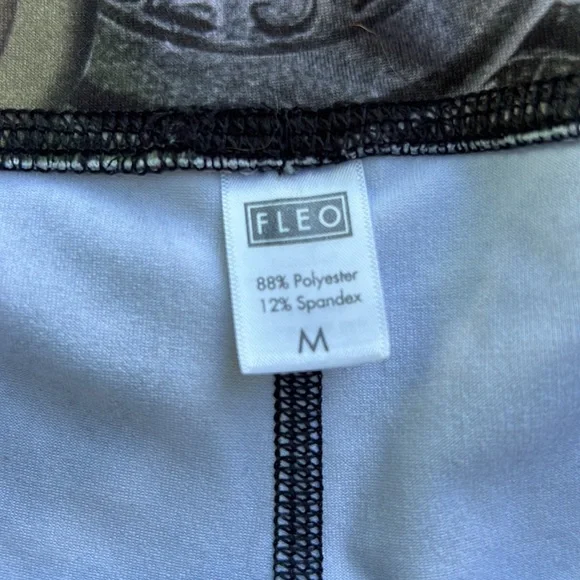 FLEO
88% Polyester
12% Spandex
M